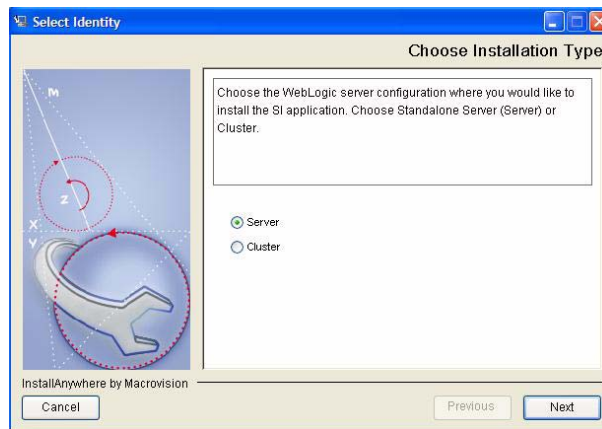 Select Identity
Choose Installation Type
Choose the WebLogic server configuration where you would like to
install the SI application. Choose Standalone Server (Server) or
Cluster.
M
Z
X
Y
Server
Cluster
InstallAnywhere by Macrovision
Cancel
Previous
Next